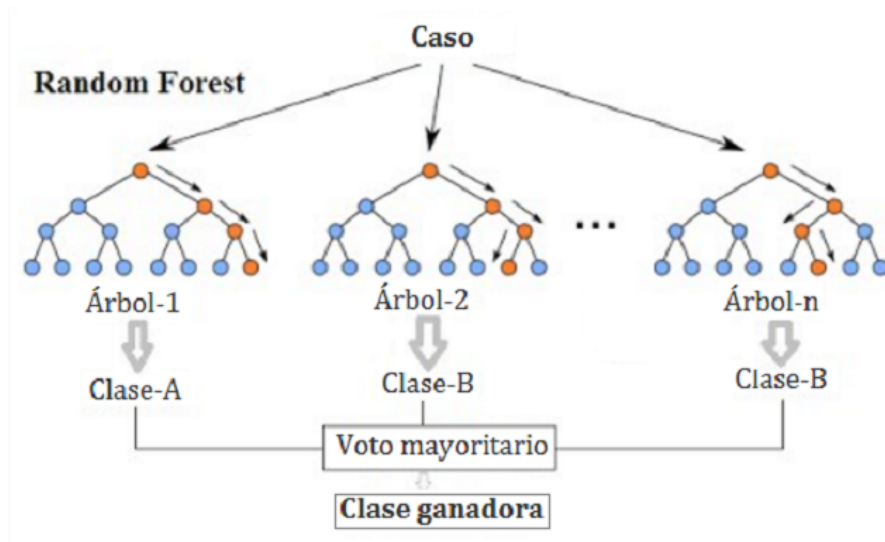 Caso
Random Forest
...
Árbol-1
Árbol-2
Árbol-n
Clase-A
Clase-B
Clase-B
Voto mayoritario
Clase ganadora